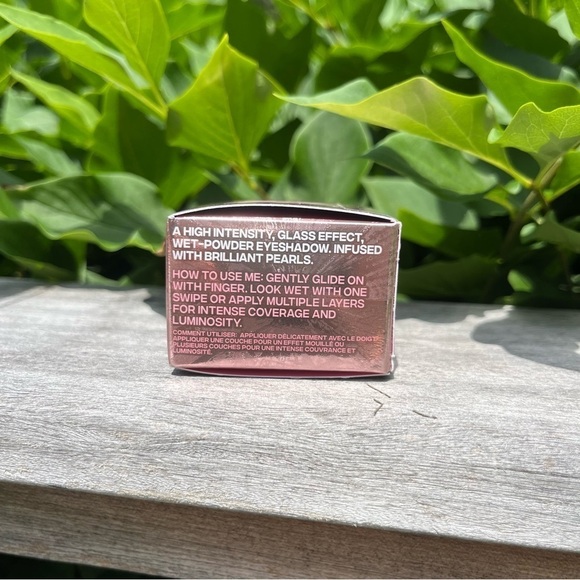 A HIGH INTENSITY, GLASS EFFECT,
WET-POWDER EYESHADOW. INFUSED
WITH BRILLIANT PEARLS.
HOW TO USE ME: GENTLY GLIDE ON
WITH FINGER. LOOK WET WITH ONE
SWIPE OR APPLY MULTIPLE LAYERS
FOR INTENSE COVERAGE AND
LUMINOSITY.
COMMENT UTILISER: APPLIQUER DÉLICATEMENT AVEC LE DOIGT.
APPLIQUER UNE COUCHE POUR UN EFFET MOUILLÉ OU
PLUSIEURS COUCHES POUR UNE INTENSE COUVRANCE ET
LUMINOSITÉ.